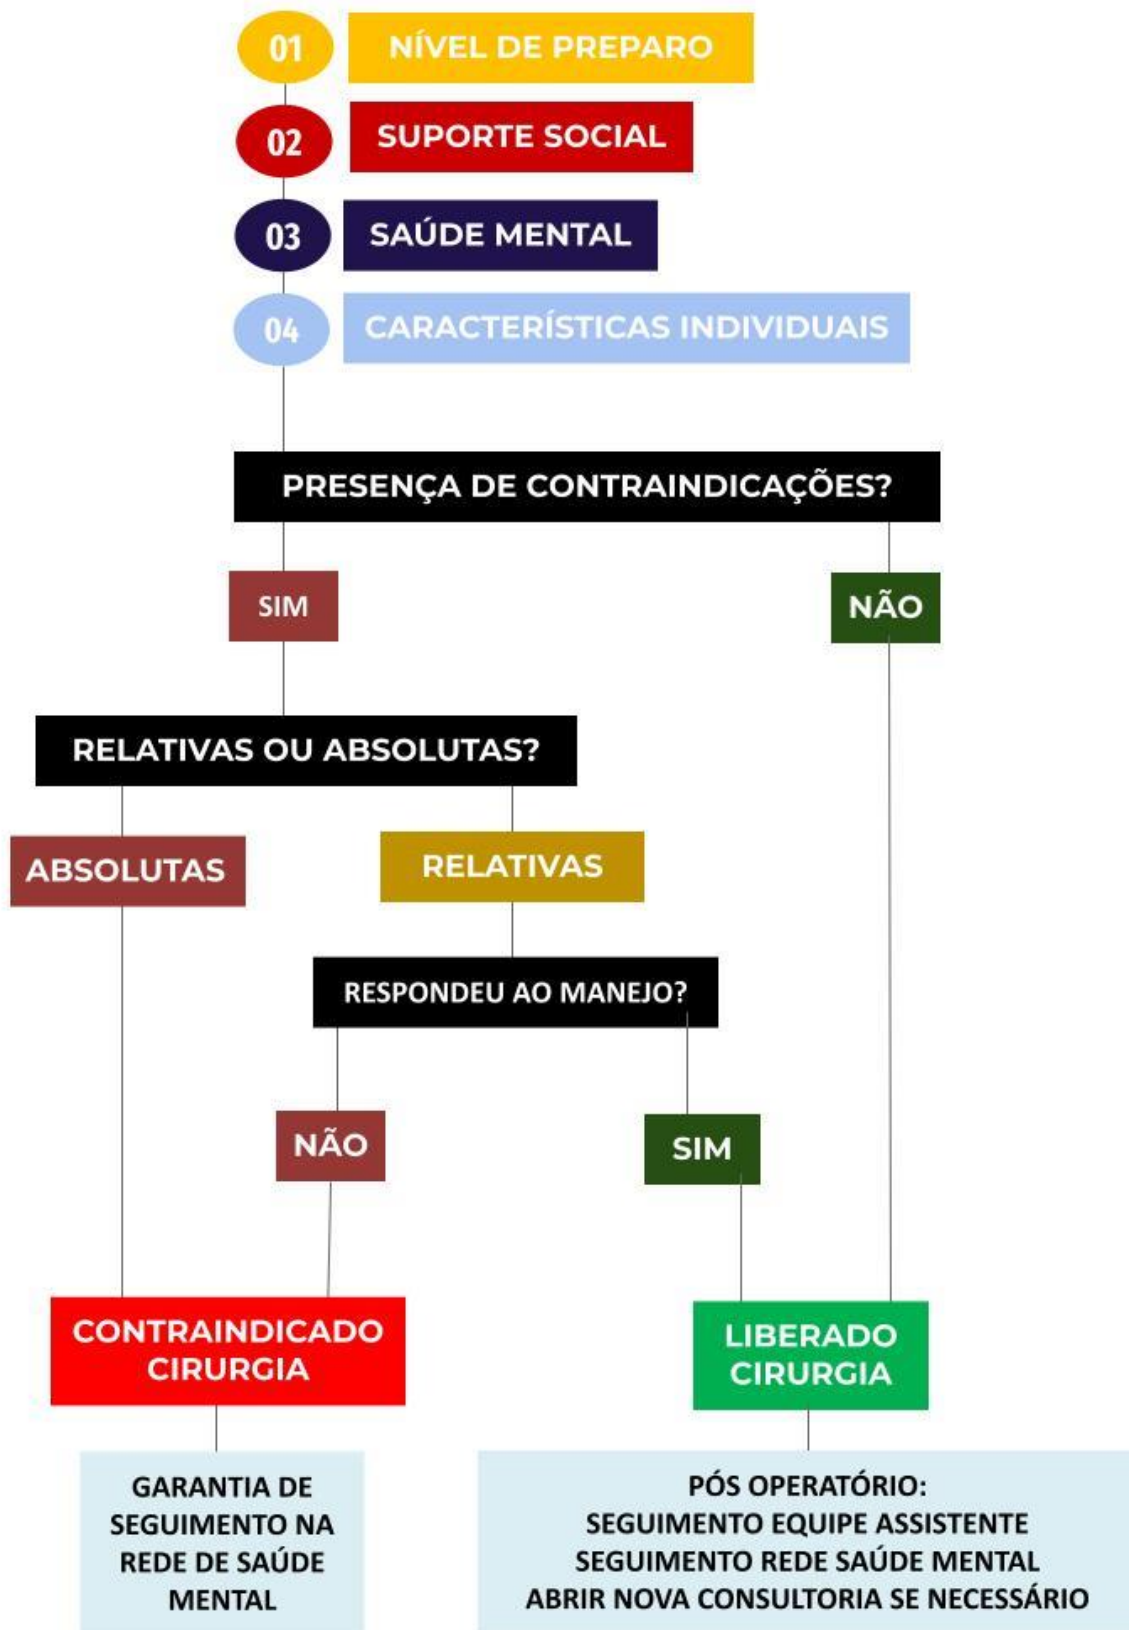 01 NÍVEL DE PREPARO
02 SUPORTE SOCIAL
03 SAÚDE MENTAL
04 CARACTERÍSTICAS INDIVIDUAIS
PRESENÇA DE CONTRAINDICAÇÕES?
SIM
NÃO
RELATIVAS OU ABSOLUTAS?
ABSOLUTAS
RELATIVAS
RESPONDEU AO MANEJO?
NÃO
SIM
CONTRAINDICADO
CIRURGIA
LIBERADO
CIRURGIA
GARANTIA DE
SEGUIMENTO NA
REDE DE SAÚDE
MENTAL
PÓS OPERATÓRIO:
SEGUIMENTO EQUIPE ASSISTENTE
SEGUIMENTO REDE SAÚDE MENTAL
ABRIR NOVA CONSULTORIA SE NECESSÁRIO